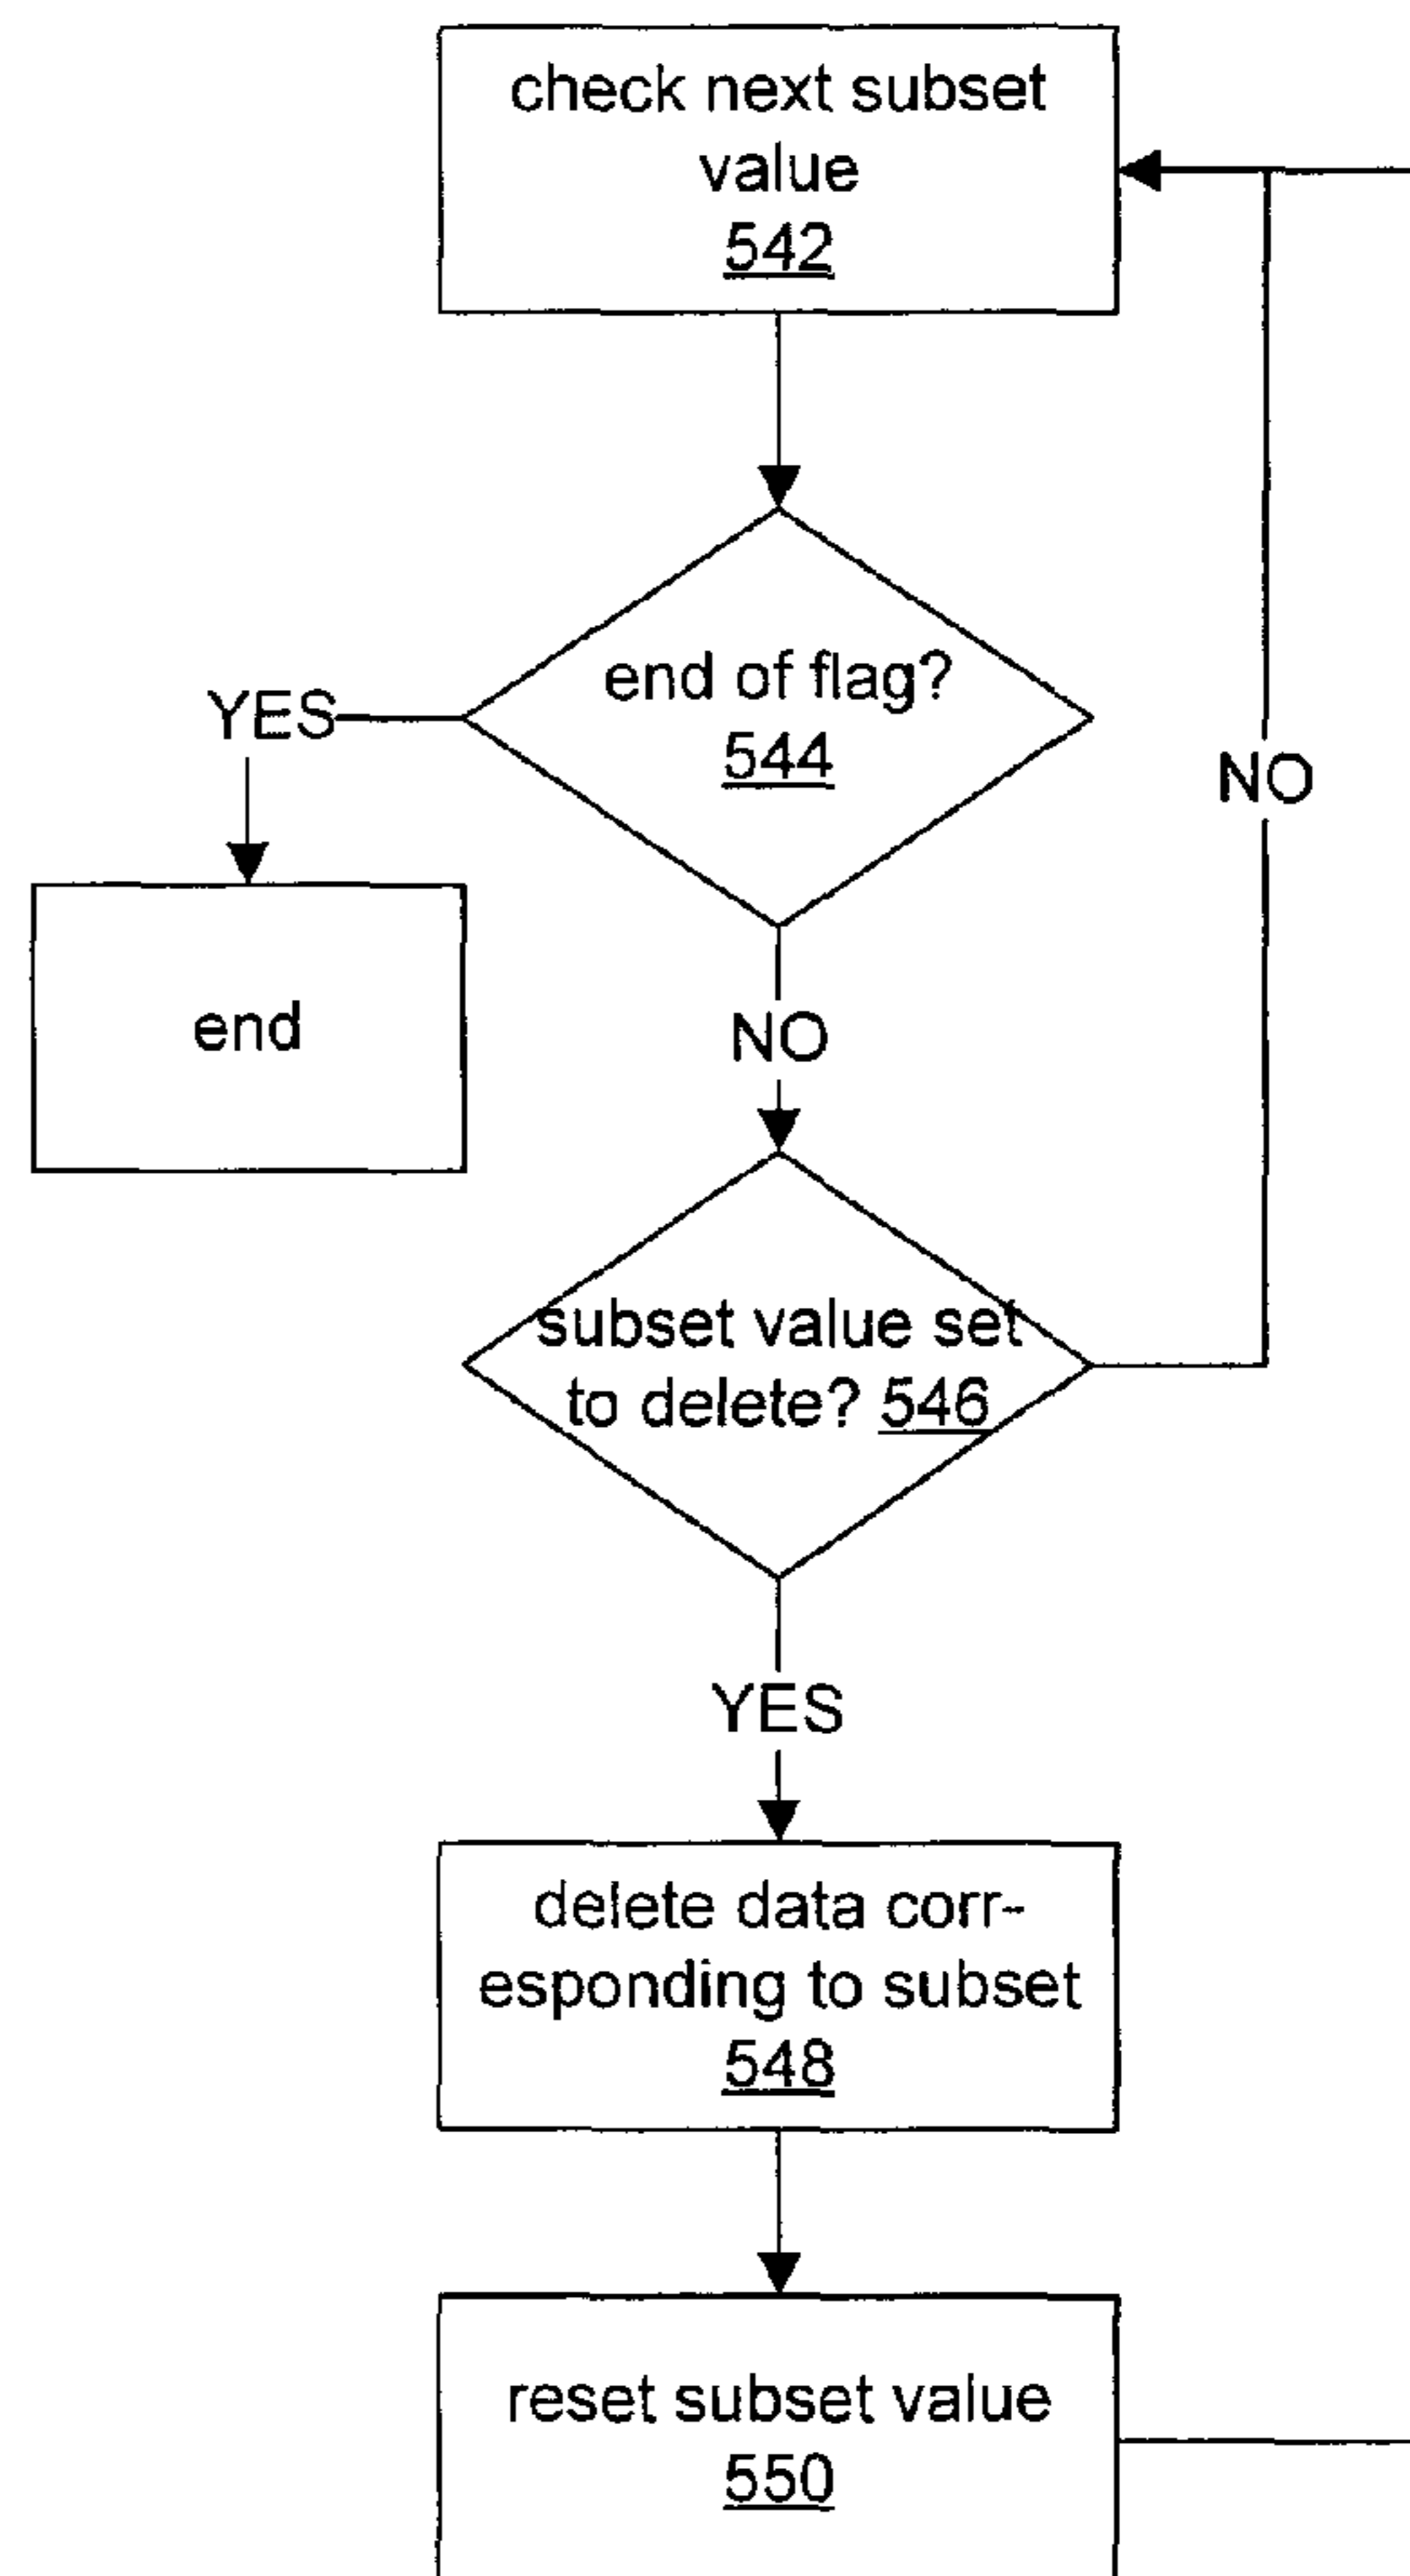 check next subset
value
542
end of flag?
544
YES
NO
end
NO
subset value set
to delete? 546
YES
delete data corr-
esponding to subset
548
reset subset value
550